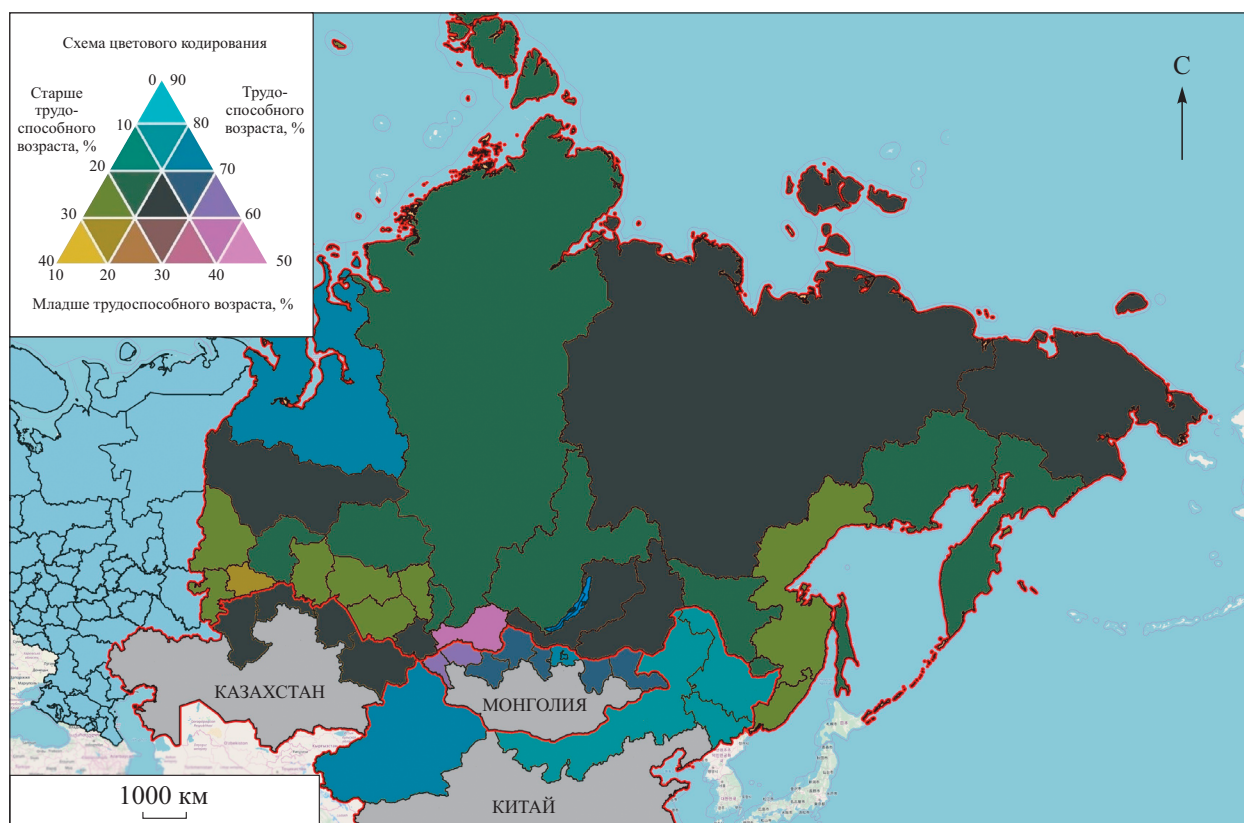 Схема цветового кодирования
0 90
Старше
трудо-
способного
возраста, %
Трудо-
способного
возраста, %
10 80
20 70
30 60
40 50
10 20 30 40
Младше трудоспособного возраста, %
С
КАЗАХСТАН
МОНГОЛИЯ
КИТАЙ
1000 км